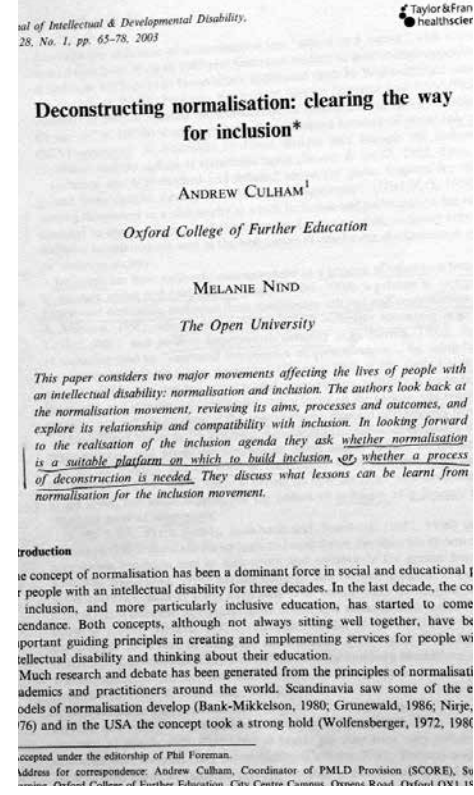 nal of Intellectual & Developmental Disability,
28, No. 1, pp. 65–78, 2003
Taylor&Fran
healthscien
Deconstructing normalisation: clearing the way
for inclusion*
ANDREW CULHAM¹
Oxford College of Further Education
MELANIE NIND
The Open University
This paper considers two major movements affecting the lives of people with
an intellectual disability: normalisation and inclusion. The authors look back at
the normalisation movement, reviewing its aims, processes and outcomes, and
explore its relationship and compatibility with inclusion. In looking forward
to the realisation of the inclusion agenda they ask whether normalisation
is a suitable platform on which to build inclusion, or, whether a process
of deconstruction is needed. They discuss what lessons can be learnt from
normalisation for the inclusion movement.
troduction
e concept of normalisation has been a dominant force in social and educational p
r people with an intellectual disability for three decades. In the last decade, the co
inclusion, and more particularly inclusive education, has started to come
cendance. Both concepts, although not always sitting well together, have be
portant guiding principles in creating and implementing services for people wi
tellectual disability and thinking about their education.
Much research and debate has been generated from the principles of normalisati
ademics and practitioners around the world. Scandinavia saw some of the e
odels of normalisation develop (Bank-Mikkelson, 1980; Grunewald, 1986; Nirje,
76) and in the USA the concept took a strong hold (Wolfensberger, 1972, 1980
ccepted under the editorship of Phil Foreman.
ddress for correspondence: Andrew Culham, Coordinator of PMLD Provision (SCORE), Su
Oxford College of Further Education, City Centre Campus, Oxpens Road, Oxford OX1 1S